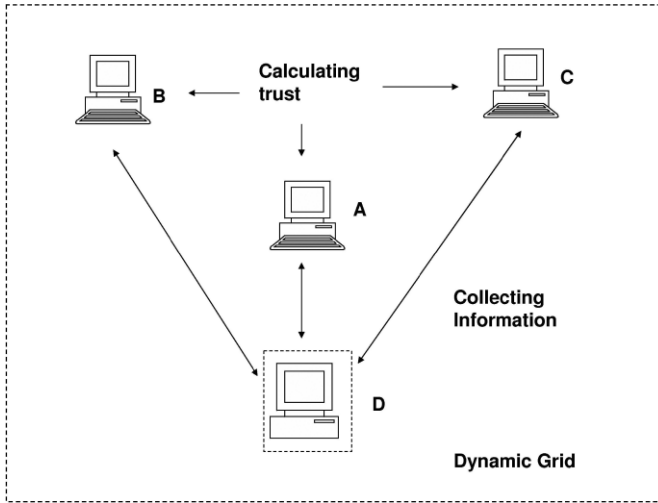 Calculating
trust
B
C
A
Collecting
Information
D
Dynamic Grid